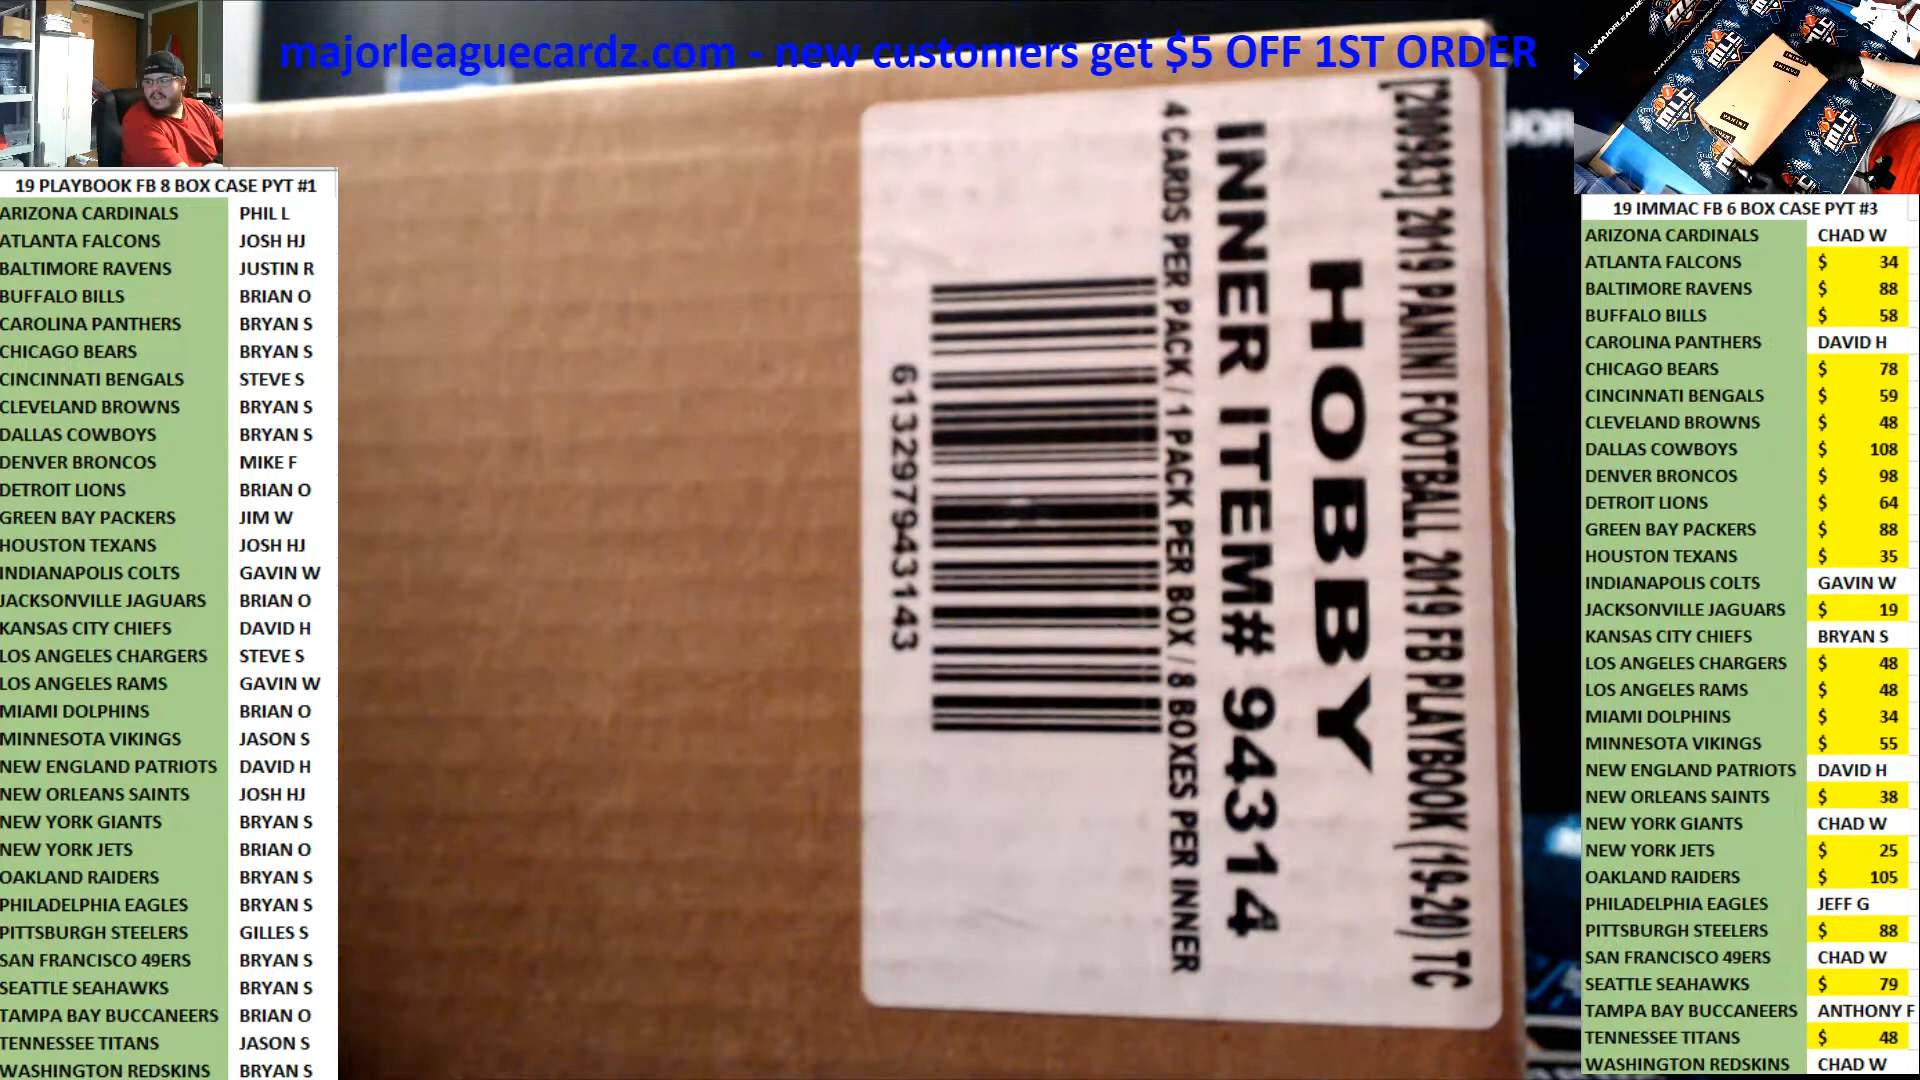 majorleaguecardz.com - new customers get $5 OFF 1ST ORDER
19 PLAYBOOK FB 8 BOX CASE PYT #1
ARIZONA CARDINALS PHIL L
ATLANTA FALCONS JOSH HJ
BALTIMORE RAVENS JUSTIN R
BUFFALO BILLS BRIAN O
CAROLINA PANTHERS BRYAN S
CHICAGO BEARS BRYAN S
CINCINNATI BENGALS STEVE S
CLEVELAND BROWNS BRYAN S
DALLAS COWBOYS BRYAN S
DENVER BRONCOS MIKE F
DETROIT LIONS BRIAN O
GREEN BAY PACKERS JIM W
HOUSTON TEXANS JOSH HJ
INDIANAPOLIS COLTS GAVIN W
JACKSONVILLE JAGUARS BRIAN O
KANSAS CITY CHIEFS DAVID H
LOS ANGELES CHARGERS STEVE S
LOS ANGELES RAMS GAVIN W
MIAMI DOLPHINS BRIAN O
MINNESOTA VIKINGS JASON S
NEW ENGLAND PATRIOTS DAVID H
NEW ORLEANS SAINTS JOSH HJ
NEW YORK GIANTS BRYAN S
NEW YORK JETS BRIAN O
OAKLAND RAIDERS BRYAN S
PHILADELPHIA EAGLES BRYAN S
PITTSBURGH STEELERS GILLES S
SAN FRANCISCO 49ERS BRYAN S
SEATTLE SEAHAWKS BRYAN S
TAMPA BAY BUCCANEERS BRIAN O
TENNESSEE TITANS JASON S
WASHINGTON REDSKINS BRYAN S
[200963] 2019 PANINI FOOTBALL 2019 FB PLAYBOOK (19-20) TC
HOBBY
INNER ITEM# 94314
4 CARDS PER PACK / 1 PACK PER BOX / 8 BOXES PER INNER
613297943143
PANINI
MLC
19 IMMAC FB 6 BOX CASE PYT #3
ARIZONA CARDINALS CHAD W
ATLANTA FALCONS $ 34
BALTIMORE RAVENS $ 88
BUFFALO BILLS $ 58
CAROLINA PANTHERS DAVID H
CHICAGO BEARS $ 78
CINCINNATI BENGALS $ 59
CLEVELAND BROWNS $ 48
DALLAS COWBOYS $ 108
DENVER BRONCOS $ 98
DETROIT LIONS $ 64
GREEN BAY PACKERS $ 88
HOUSTON TEXANS $ 35
INDIANAPOLIS COLTS GAVIN W
JACKSONVILLE JAGUARS $ 19
KANSAS CITY CHIEFS BRYAN S
LOS ANGELES CHARGERS $ 48
LOS ANGELES RAMS $ 48
MIAMI DOLPHINS $ 34
MINNESOTA VIKINGS $ 55
NEW ENGLAND PATRIOTS DAVID H
NEW ORLEANS SAINTS $ 38
NEW YORK GIANTS CHAD W
NEW YORK JETS $ 25
OAKLAND RAIDERS $ 105
PHILADELPHIA EAGLES JEFF G
PITTSBURGH STEELERS $ 88
SAN FRANCISCO 49ERS CHAD W
SEATTLE SEAHAWKS $ 79
TAMPA BAY BUCCANEERS ANTHONY F
TENNESSEE TITANS $ 48
WASHINGTON REDSKINS CHAD W